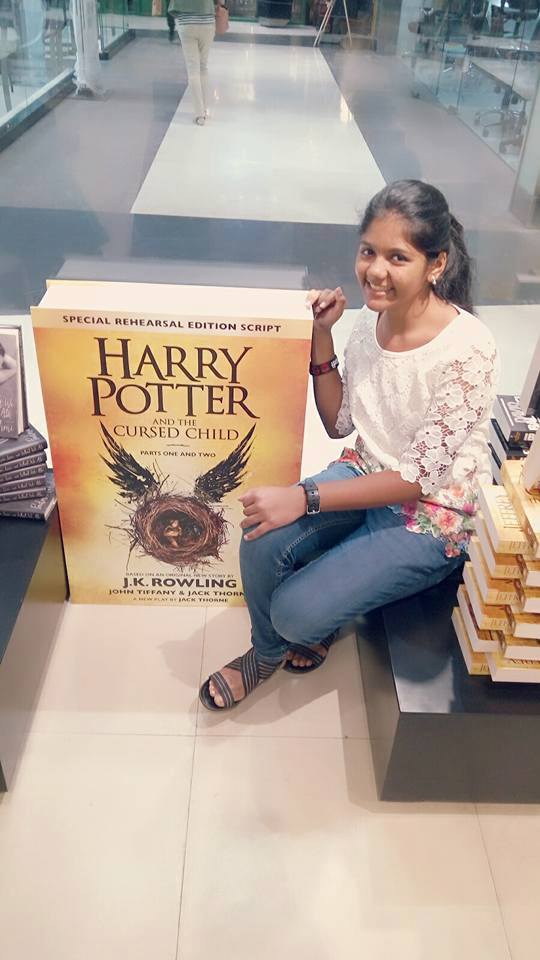 SPECIAL REHEARSAL EDITION SCRIPT
HARRY
POTTER
AND THE
CURSED CHILD
PARTS ONE AND TWO
BASED ON AN ORIGINAL NEW STORY BY
J.K. ROWLING
JOHN TIFFANY & JACK THORN
A NEW PLAY BY JACK THORNE